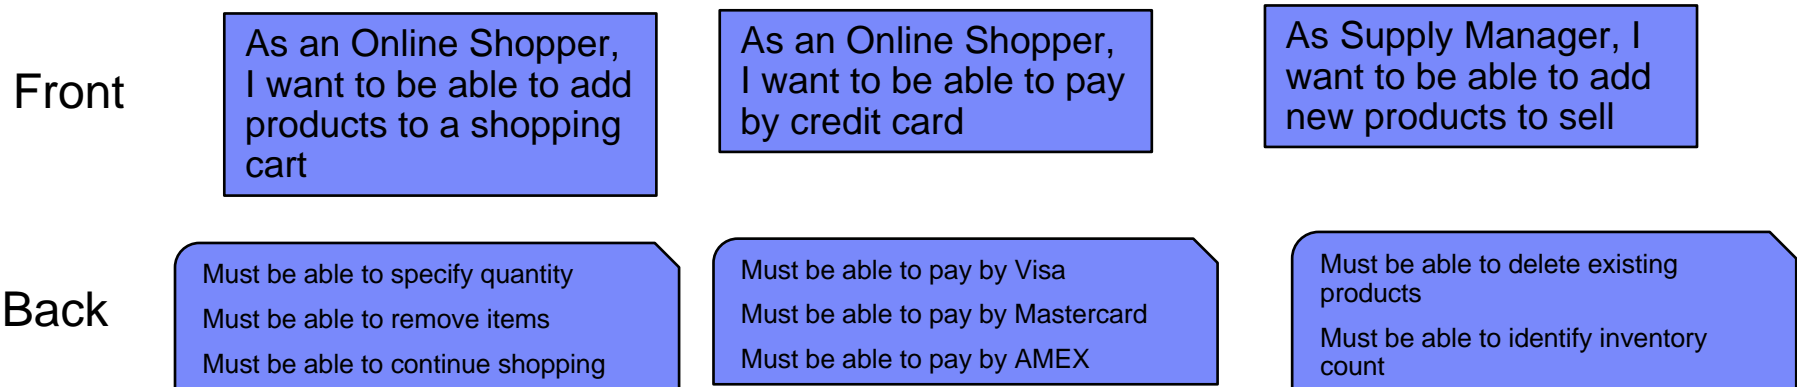 Front
As an Online Shopper,
I want to be able to add
products to a shopping
cart
As an Online Shopper,
I want to be able to pay
by credit card
As Supply Manager, I
want to be able to add
new products to sell
Back
Must be able to specify quantity
Must be able to remove items
Must be able to continue shopping
Must be able to pay by Visa
Must be able to pay by Mastercard
Must be able to pay by AMEX
Must be able to delete existing
products
Must be able to identify inventory
count